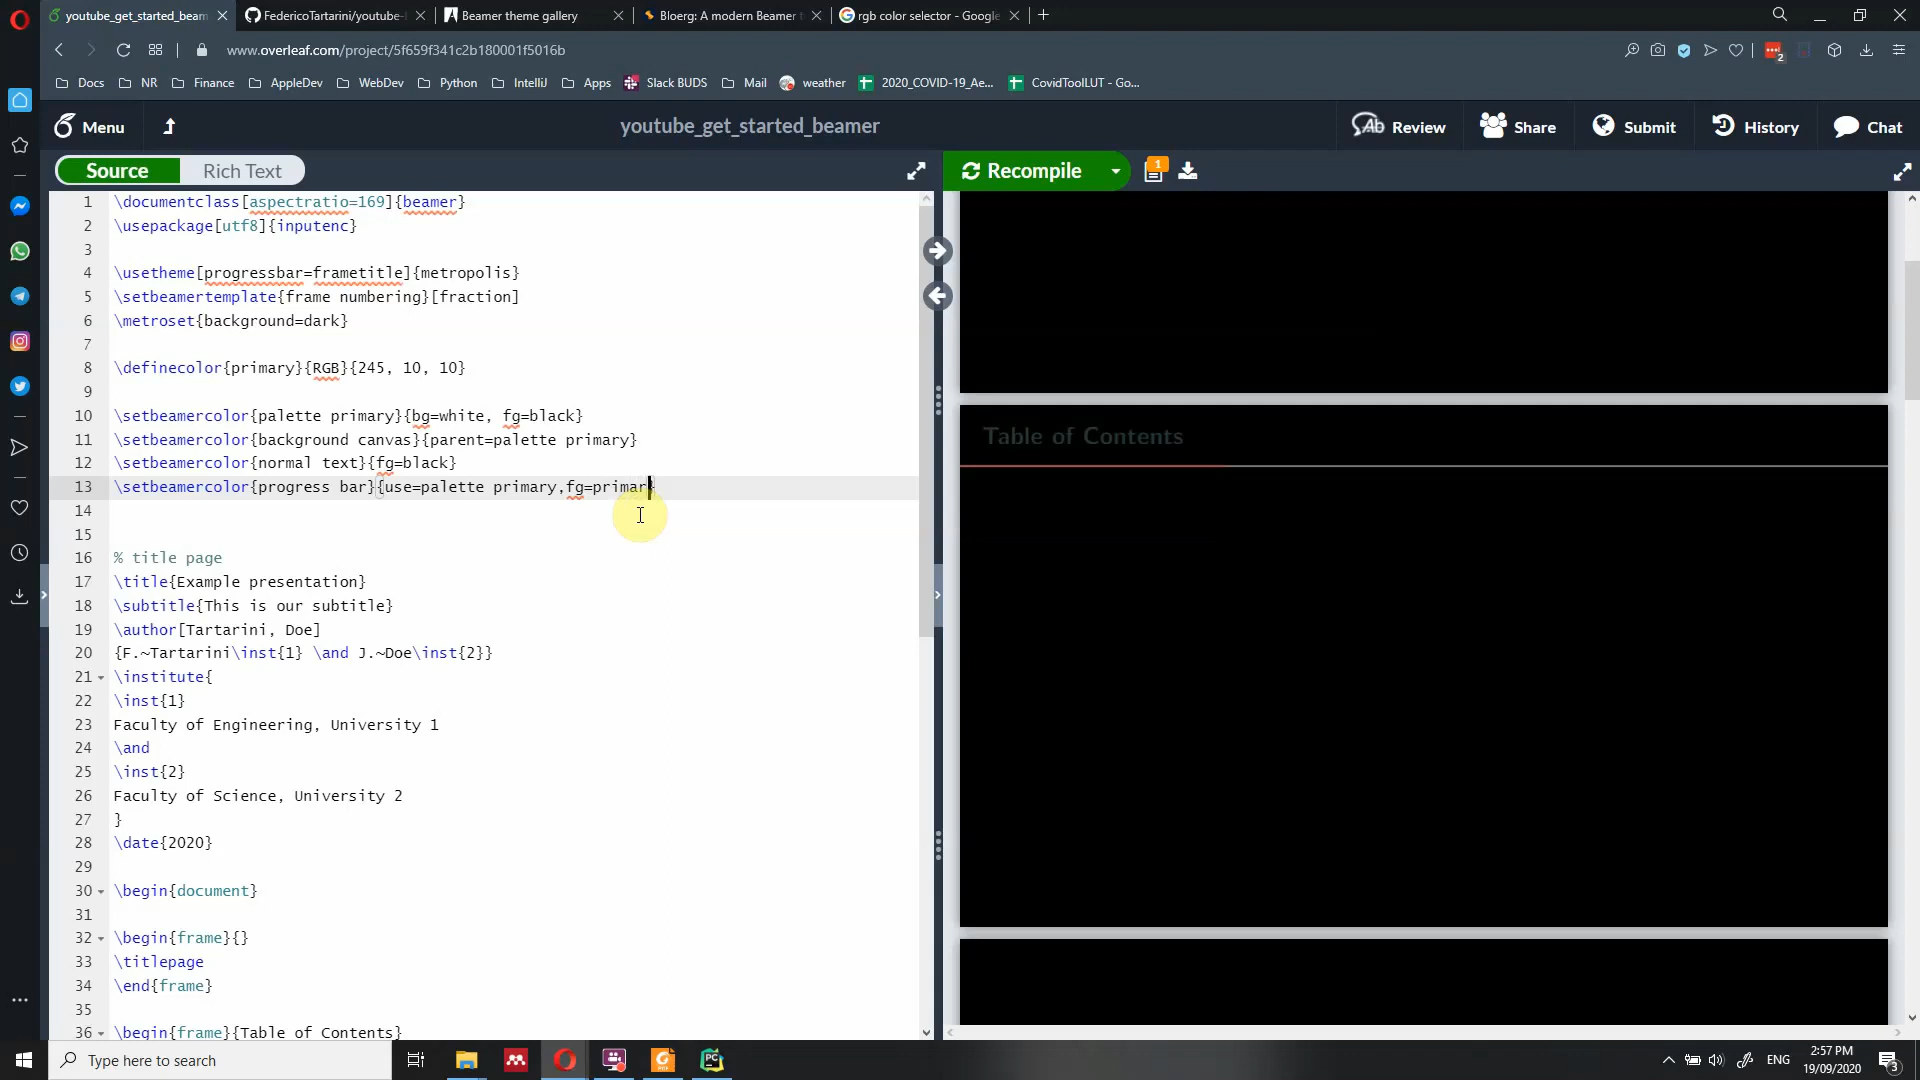 youtube_get_started_beam
FedericoTartarini/youtube-
Beamer theme gallery
Bloerg: A modern Beamer t
rgb color selector - Google
www.overleaf.com/project/5f659f341c2b180001f5016b
Docs NR Finance AppleDev WebDev Python IntelliJ Apps Slack BUDS Mail weather 2020_COVID-19_Ae... CovidToolLUT - Go...
Menu
youtube_get_started_beamer
Review Share Submit History Chat
Source Rich Text
Recompile
1
1 \documentclass[aspectratio=169]{beamer}
2 \usepackage[utf8]{inputenc}
3
4 \usetheme[progressbar=frametitle]{metropolis}
5 \setbeamertemplate{frame numbering}[fraction]
6 \metroset{background=dark}
7
8 \definecolor{primary}{RGB}{245, 10, 10}
9
10 \setbeamercolor{palette primary}{bg=white, fg=black}
11 \setbeamercolor{background canvas}{parent=palette primary}
12 \setbeamercolor{normal text}{fg=black}
13 \setbeamercolor{progress bar}{use=palette primary,fg=primar}
14
15
16 % title page
17 \title{Example presentation}
18 \subtitle{This is our subtitle}
19 \author[Tartarini, Doe]
20 {F.~Tartarini\inst{1} \and J.~Doe\inst{2}}
21 \institute{
22 \inst{1}
23 Faculty of Engineering, University 1
24 \and
25 \inst{2}
26 Faculty of Science, University 2
27 }
28 \date{2020}
29
30 \begin{document}
31
32 \begin{frame}{}
33 \titlepage
34 \end{frame}
35
36 \begin{frame}{Table of Contents}
Table of Contents
Type here to search
ENG
2:57 PM
19/09/2020
3